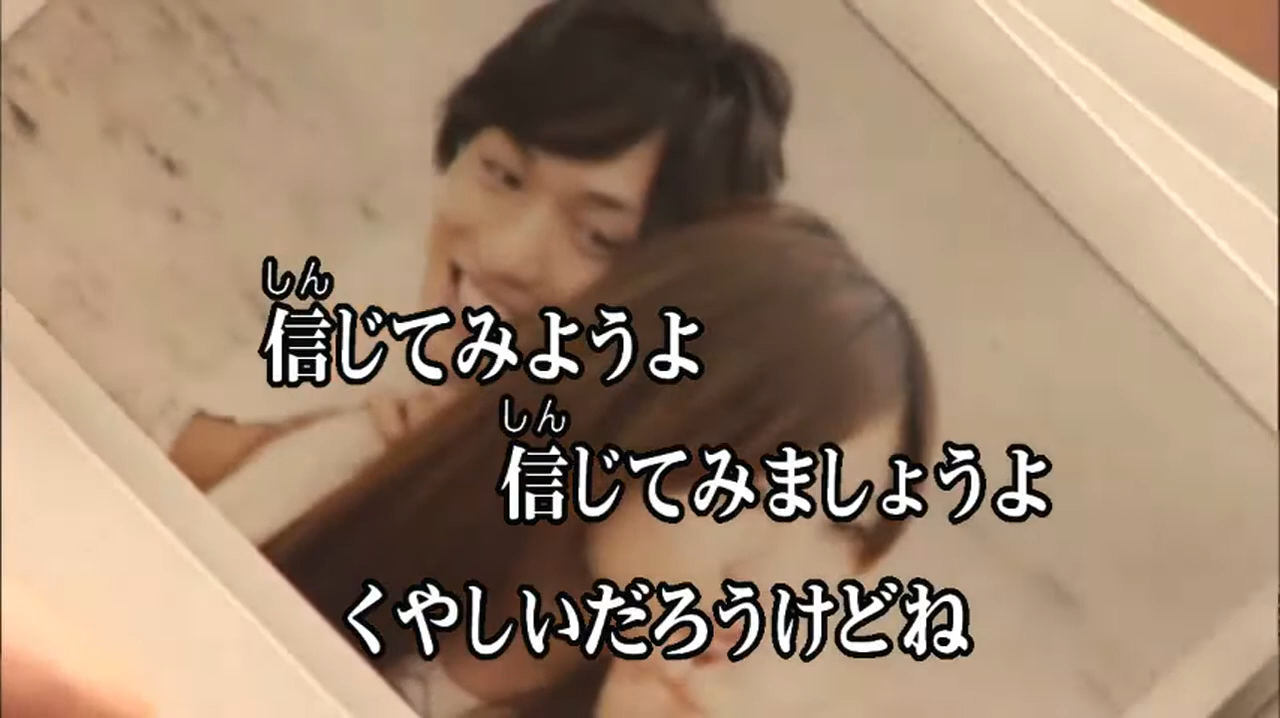 しん
信じてみようよ
しん
信じてみましょうよ
くやしいだろうけどね